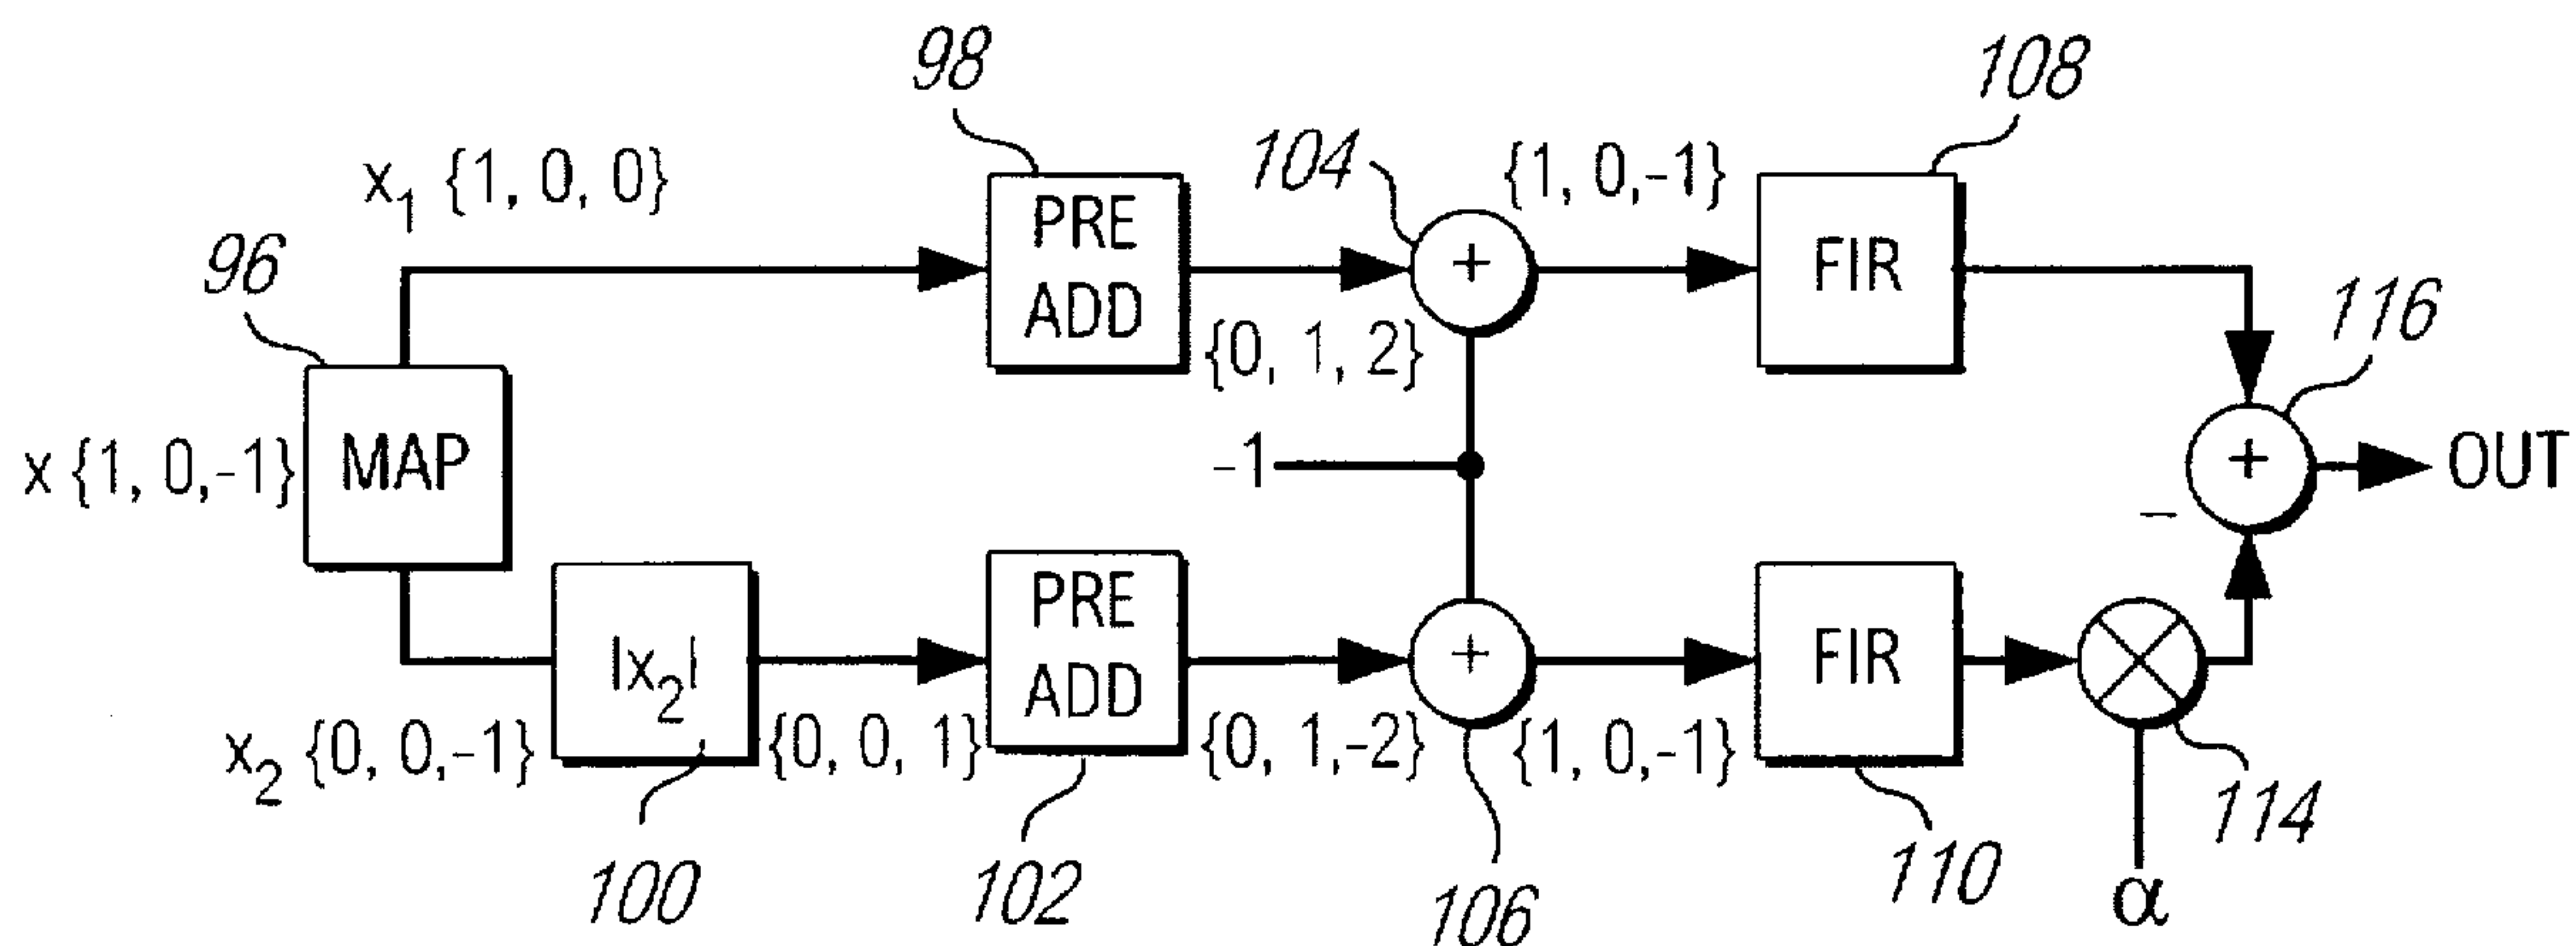 98
108
104
x₁ {1, 0, 0}
{1, 0,-1}
PRE
ADD
+
FIR
96
116
{0, 1, 2}
x {1, 0,-1}
MAP
-1
+
OUT
−
|x₂|
PRE
ADD
+
FIR
x₂ {0, 0,-1}
{0, 0, 1}
{0, 1,-2}
{1, 0,-1}
114
100
102
106
110
α